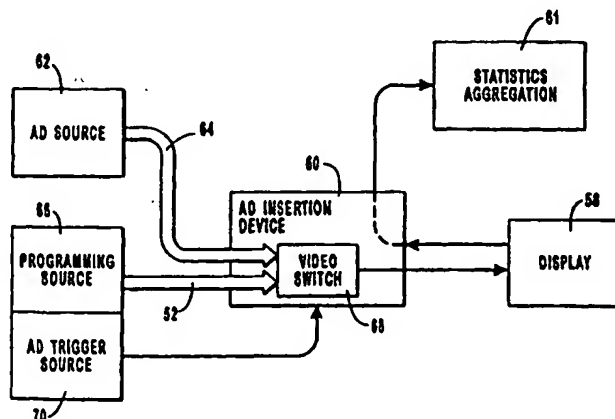 61
STATISTICS
AGGREGATION
62
AD SOURCE
64
60
AD INSERTION
DEVICE
58
66
PROGRAMMING
SOURCE
VIDEO
SWITCH
DISPLAY
52
68
AD TRIGGER
SOURCE
70